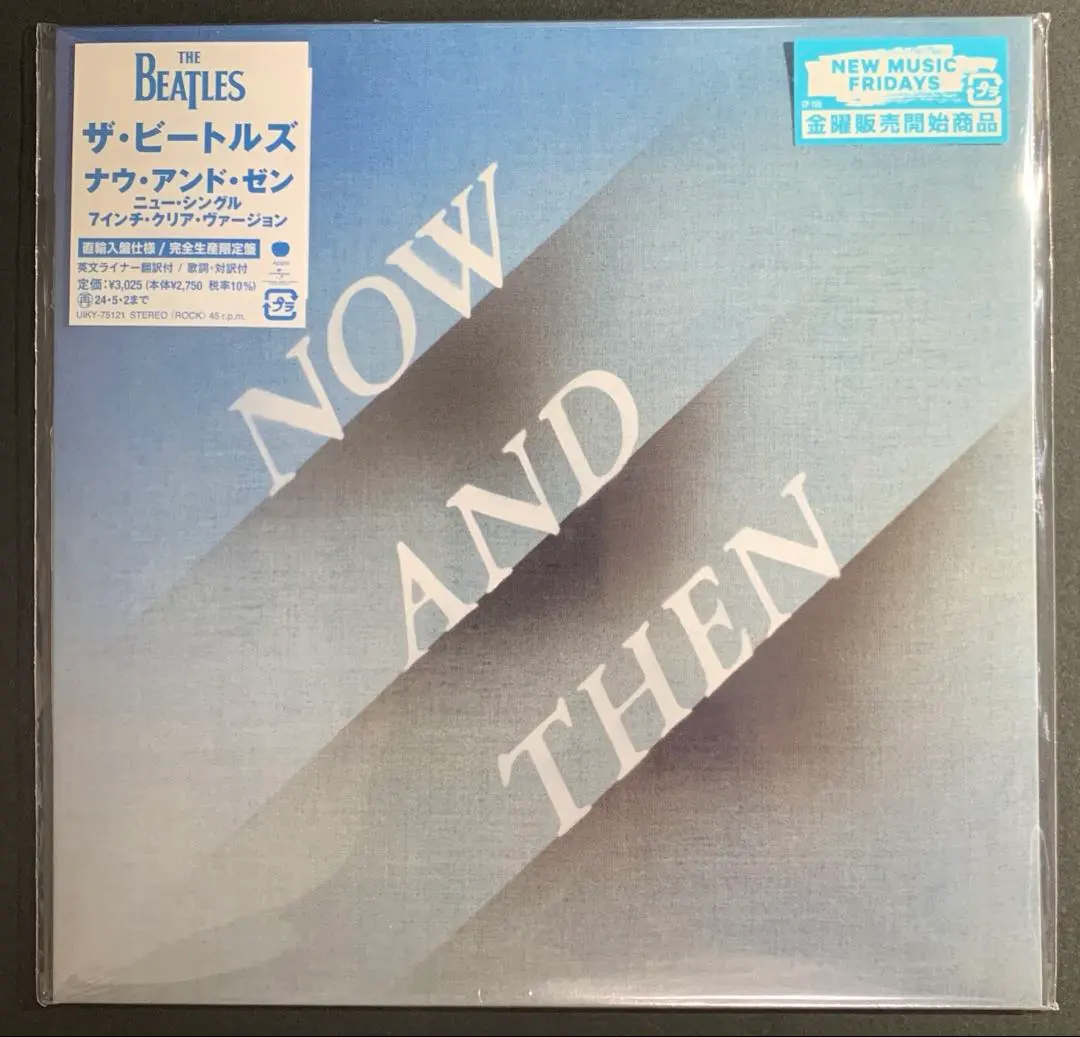 THE
BEATLES
ザ・ビートルズ
ナウ・アンド・ゼン
ニュー・シングル
7インチ・クリア・ヴァージョン
直輸入盤仕様 / 完全生産限定盤
英文ライナー翻訳付 / 歌詞・対訳付
定価:¥3,025 (本体¥2,750 税率10%)
再 24・5・2まで
UIKY-75121 STEREO (ROCK) 45 r.p.m.
プラ
NEW MUSIC
FRIDAYS
プラ
金曜販売開始商品
NOW
AND
THEN